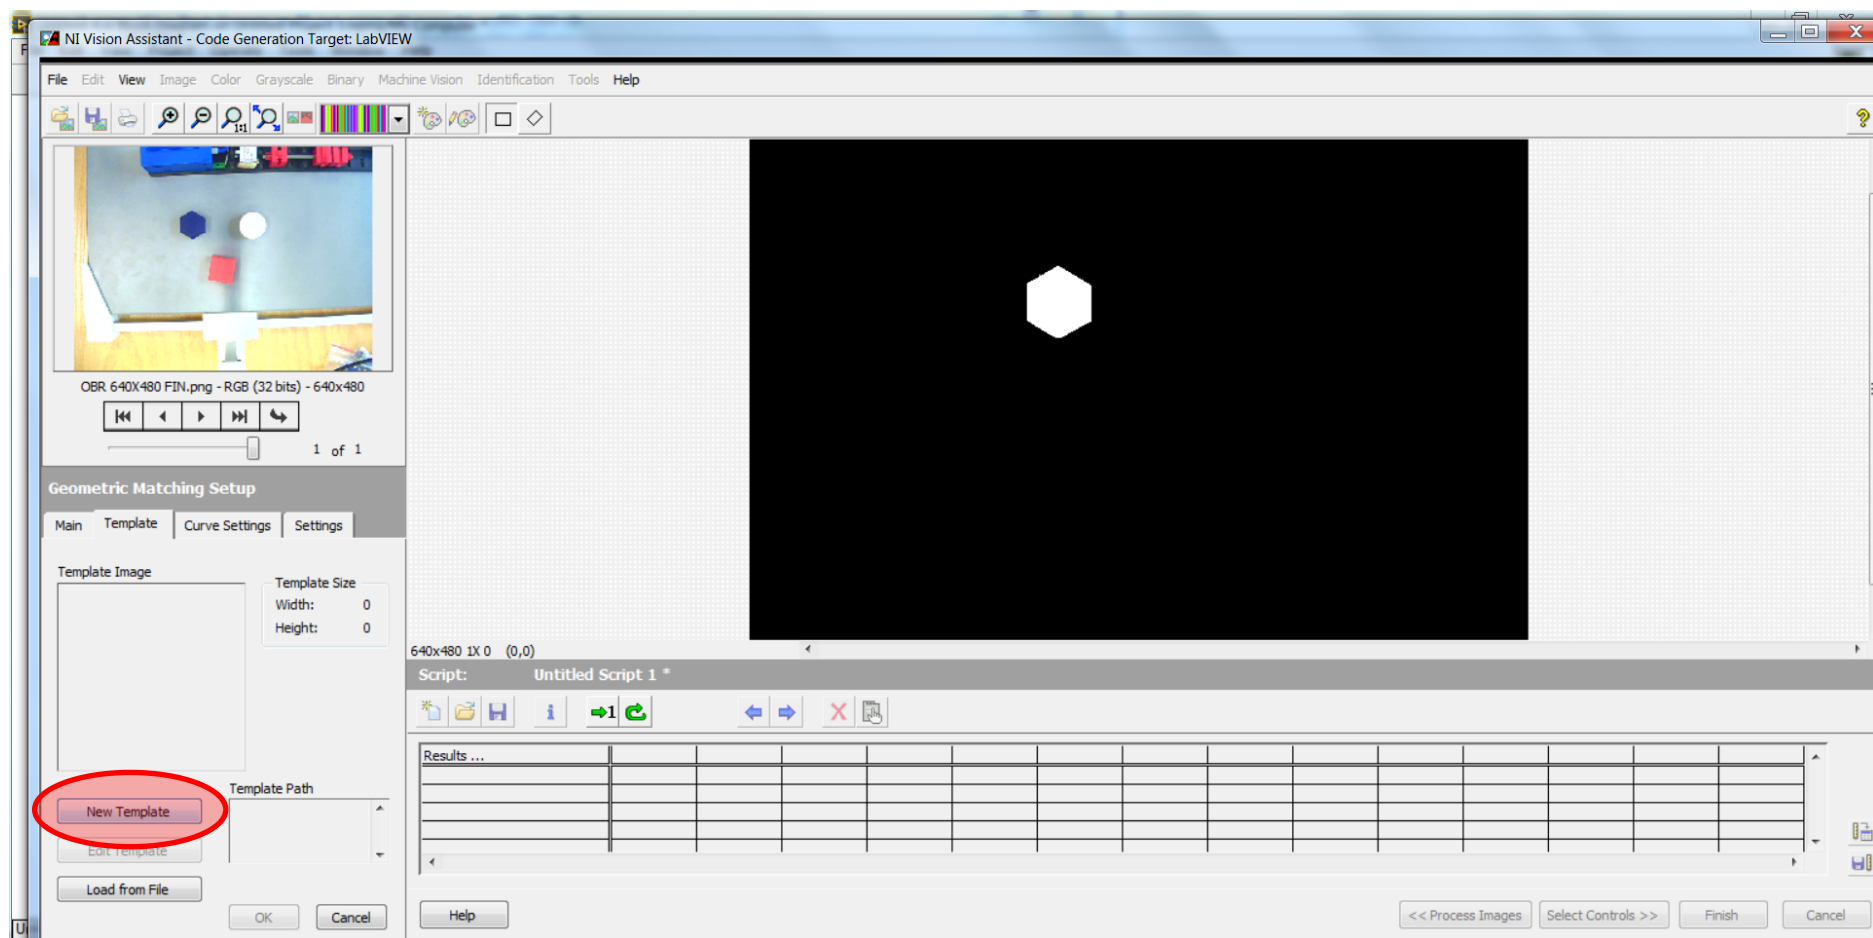 NI Vision Assistant - Code Generation Target: LabVIEW
File Edit View Image Color Grayscale Binary Machine Vision Identification Tools Help
1:1
?
OBR 640X480 FIN.png - RGB (32 bits) - 640x480
1 of 1
Geometric Matching Setup
Main Template Curve Settings Settings
Template Image
Template Size
Width: 0
Height: 0
640x480 1X 0 (0,0)
Script: Untitled Script 1 *
1
Results ...
Template Path
New Template
Edit Template
Load from File
OK Cancel
Help
<< Process Images Select Controls >> Finish Cancel